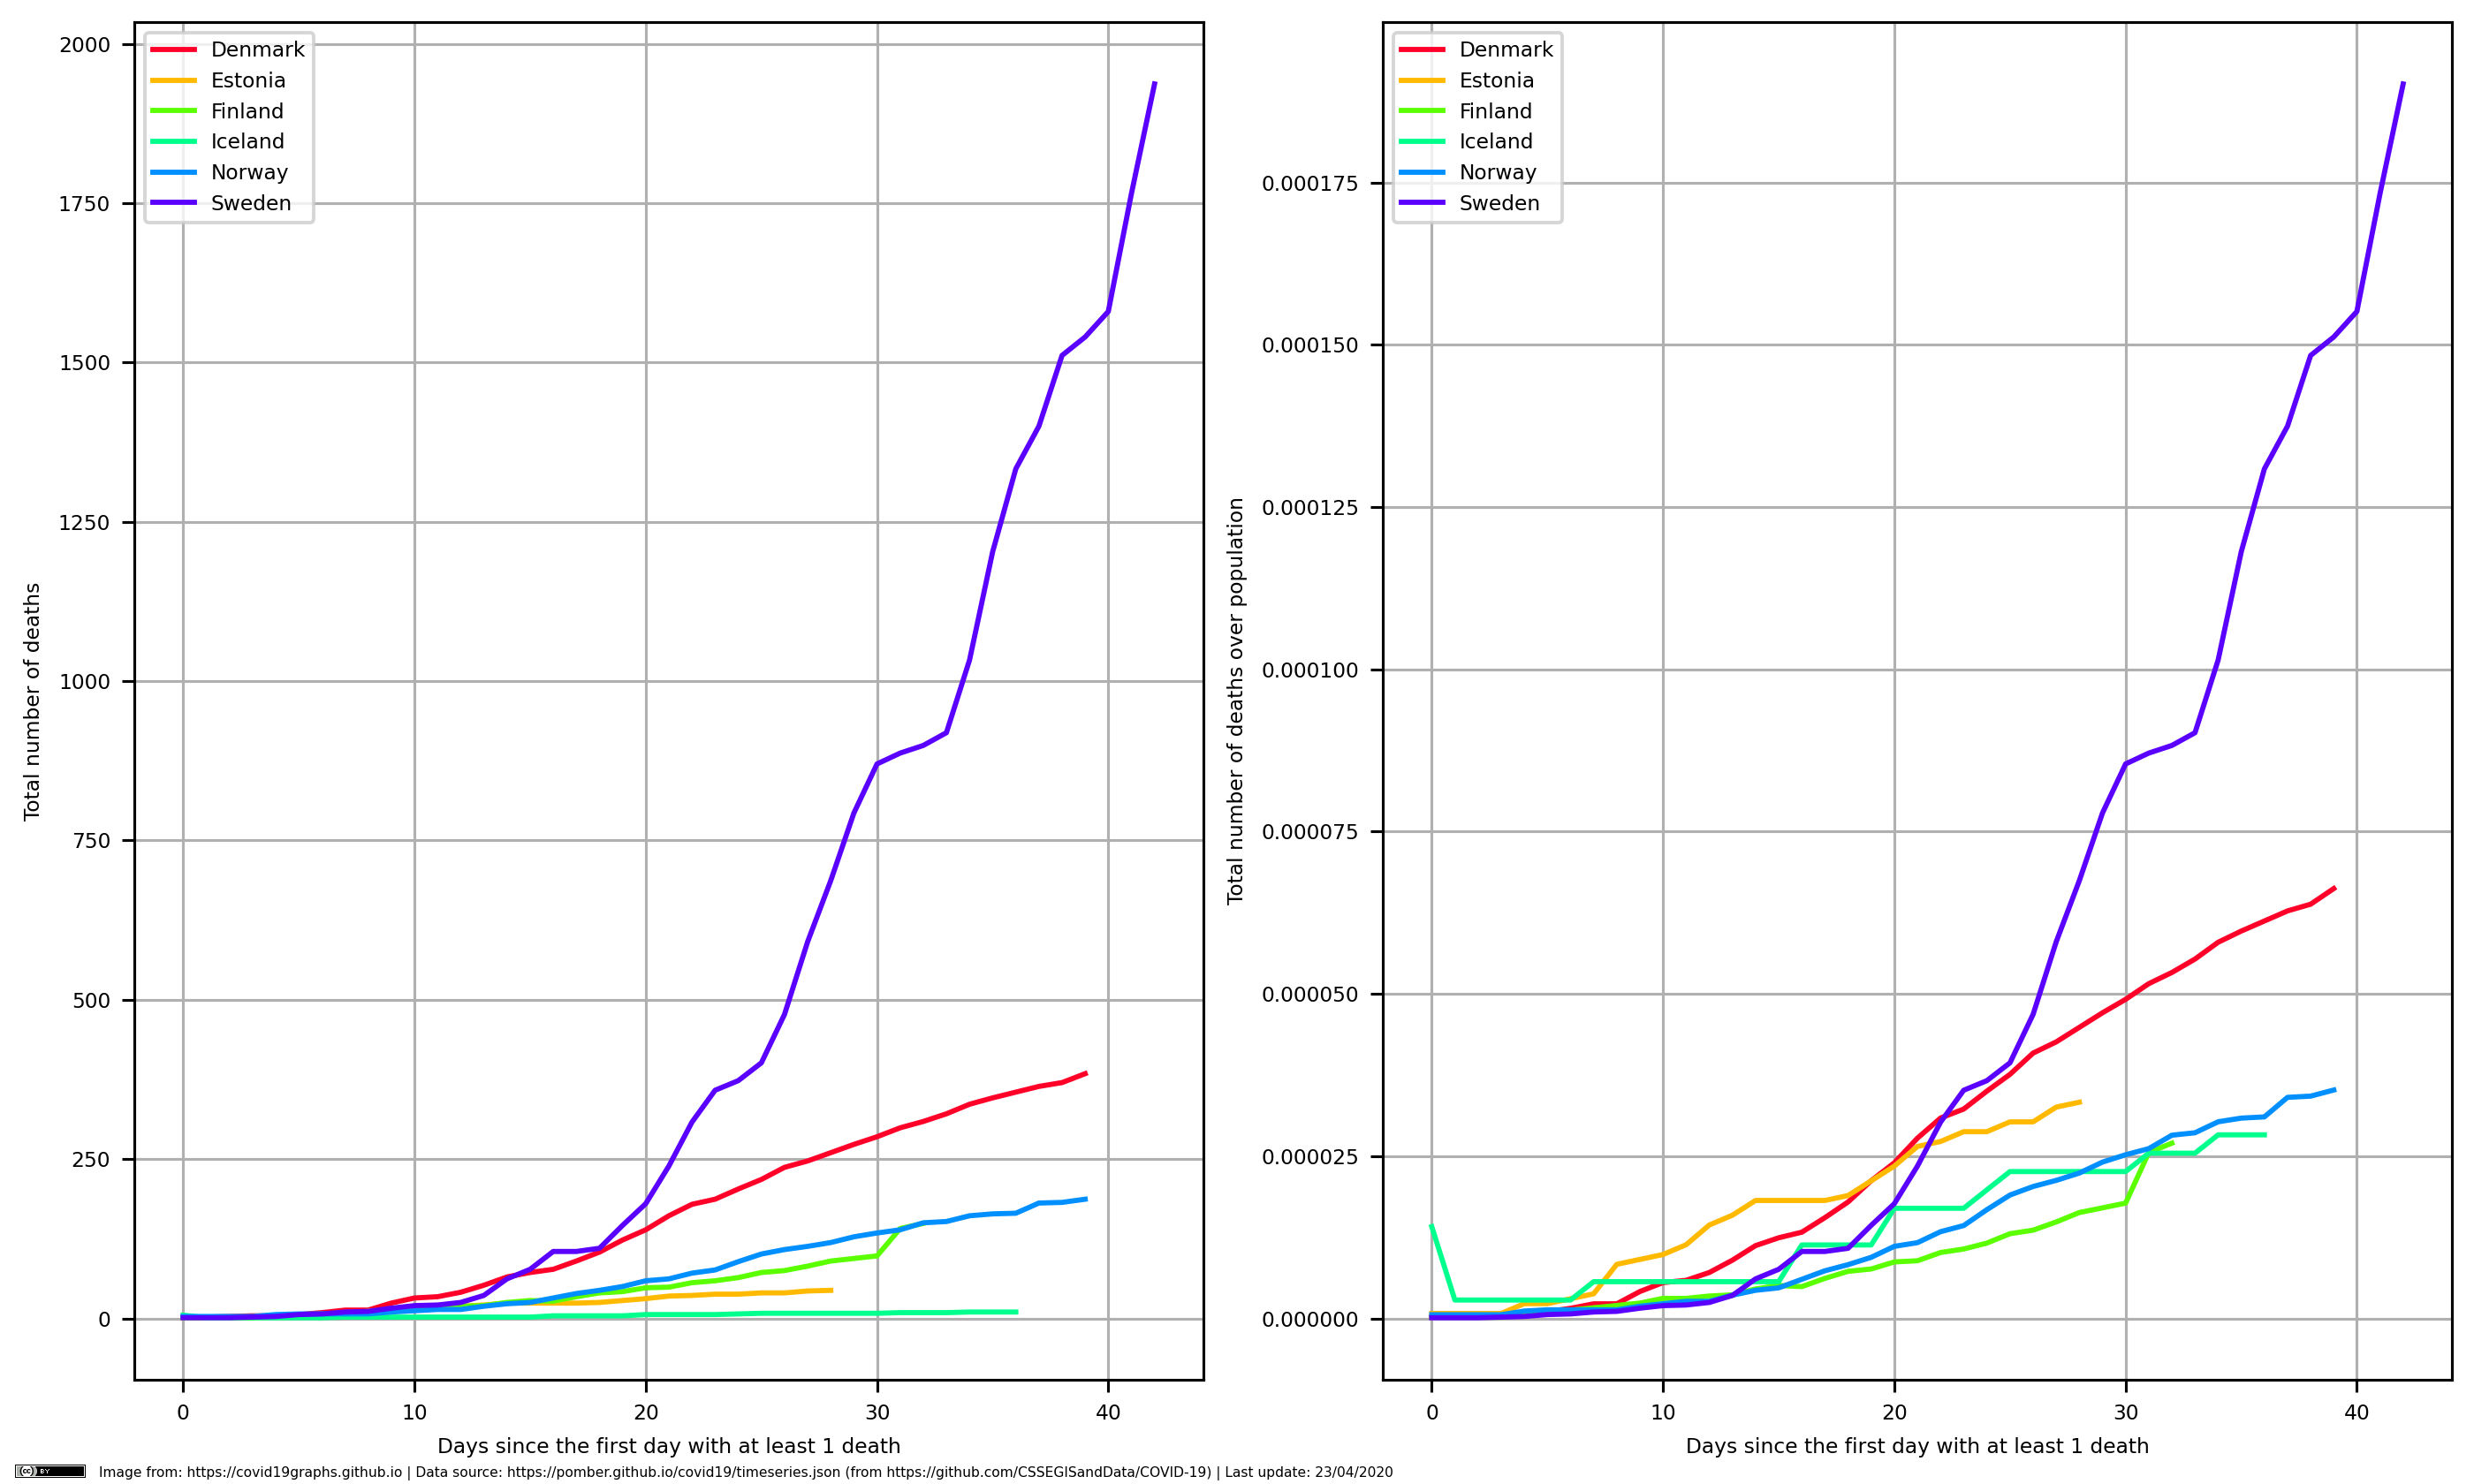 2000
1750
1500
1250
1000
750
500
250
0
Total number of deaths
Denmark
Estonia
Finland
Iceland
Norway
Sweden
0 10 20 30 40
Days since the first day with at least 1 death
0.000175
0.000150
0.000125
0.000100
0.000075
0.000050
0.000025
0.000000
Total number of deaths over population
Denmark
Estonia
Finland
Iceland
Norway
Sweden
0 10 20 30 40
Days since the first day with at least 1 death
(cc) BY Image from: https://covid19graphs.github.io | Data source: https://pomber.github.io/covid19/timeseries.json (from https://github.com/CSSEGISandData/COVID-19) | Last update: 23/04/2020